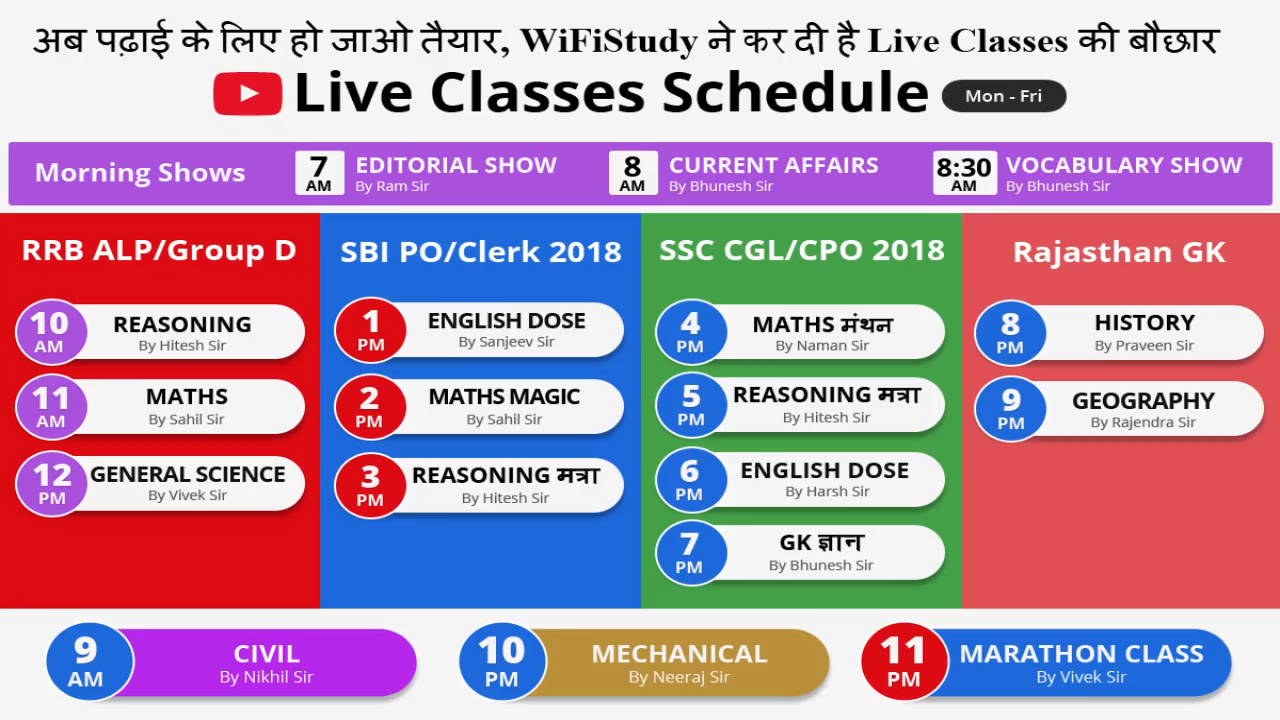 अब पढ़ाई के लिए हो जाओ तैयार, WiFiStudy ने कर दी है Live Classes की बौछार
Live Classes Schedule Mon - Fri
Morning Shows
7 AM EDITORIAL SHOW
By Ram Sir
8 AM CURRENT AFFAIRS
By Bhunesh Sir
8:30 AM VOCABULARY SHOW
By Bhunesh Sir
RRB ALP/Group D
10 AM REASONING
By Hitesh Sir
11 AM MATHS
By Sahil Sir
12 PM GENERAL SCIENCE
By Vivek Sir
SBI PO/Clerk 2018
1 PM ENGLISH DOSE
By Sanjeev Sir
2 PM MATHS MAGIC
By Sahil Sir
3 PM REASONING मत्रा
By Hitesh Sir
SSC CGL/CPO 2018
4 PM MATHS मंथन
By Naman Sir
5 PM REASONING मत्रा
By Hitesh Sir
6 PM ENGLISH DOSE
By Harsh Sir
7 PM GK ज्ञान
By Bhunesh Sir
Rajasthan GK
8 PM HISTORY
By Praveen Sir
9 PM GEOGRAPHY
By Rajendra Sir
9 AM CIVIL
By Nikhil Sir
10 PM MECHANICAL
By Neeraj Sir
11 PM MARATHON CLASS
By Vivek Sir